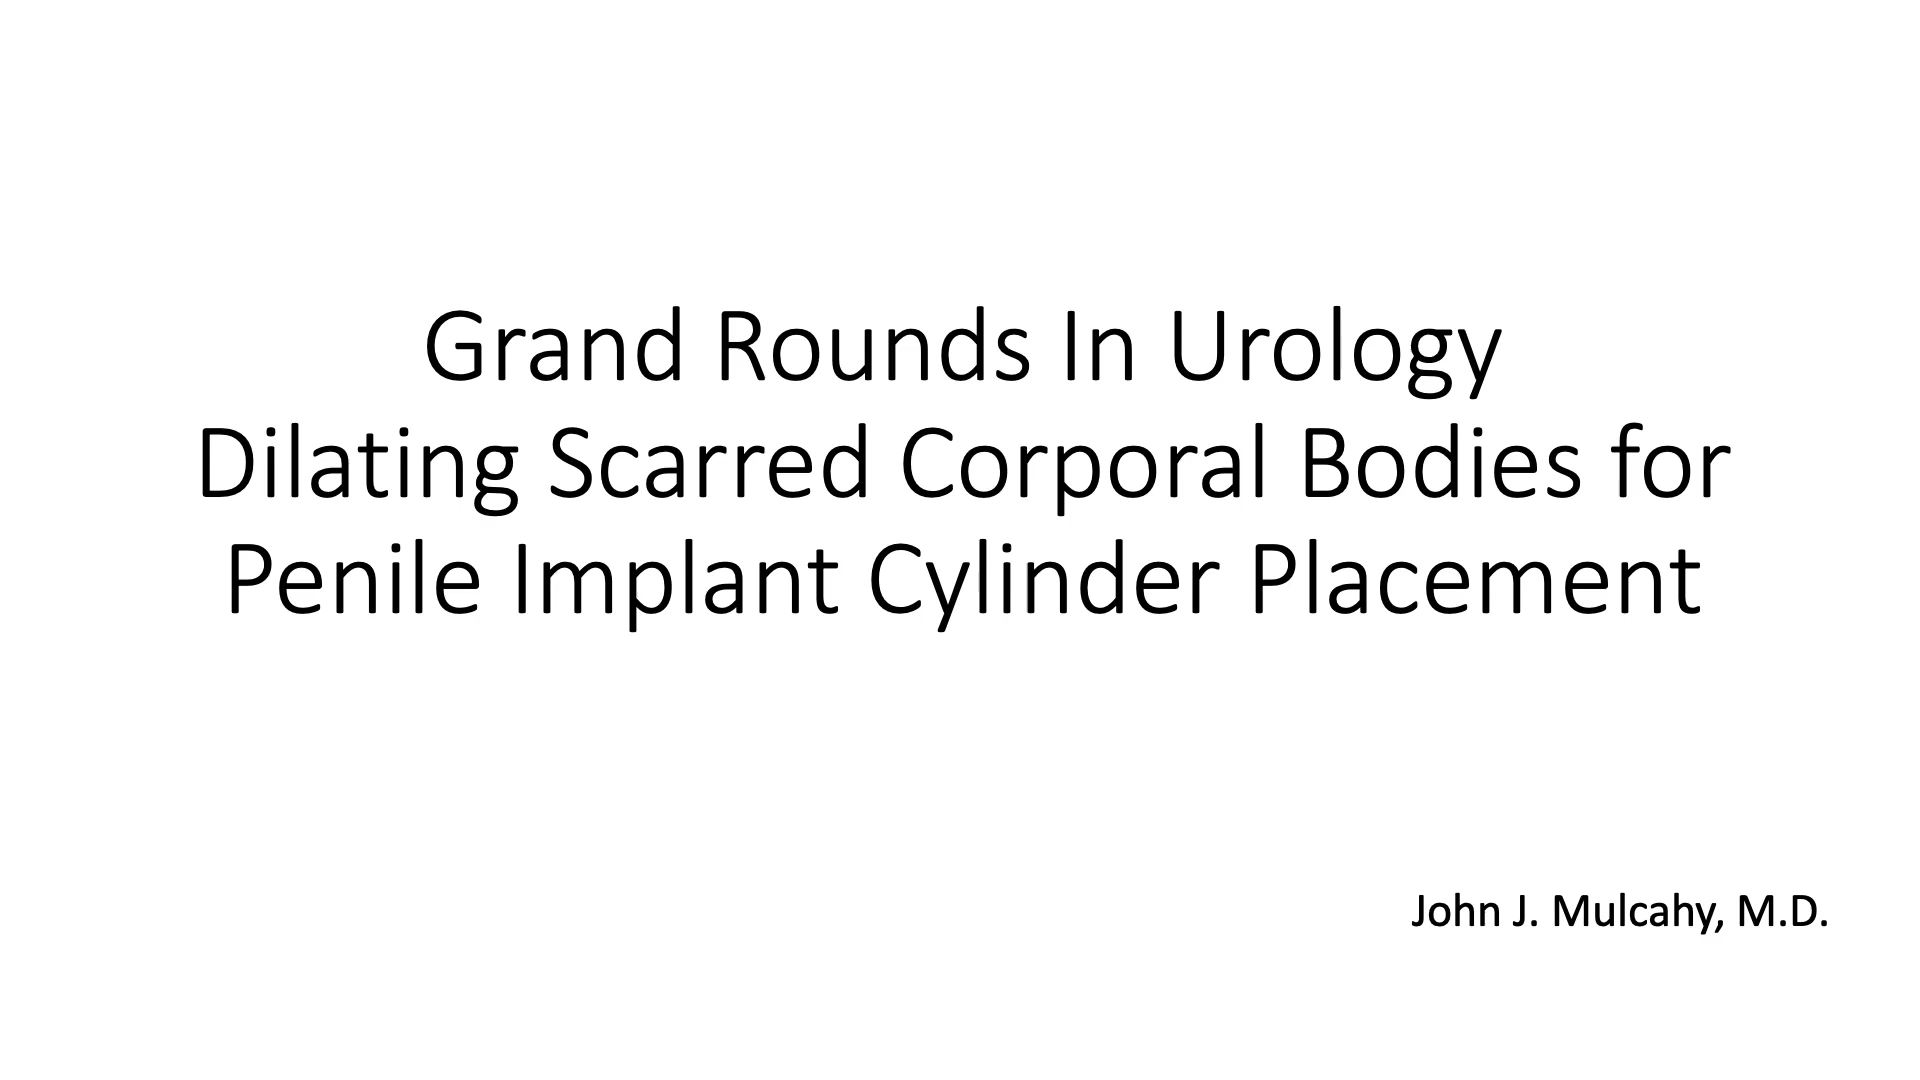 Grand Rounds In Urology
Dilating Scarred Corporal Bodies for
Penile Implant Cylinder Placement
John J. Mulcahy, M.D.